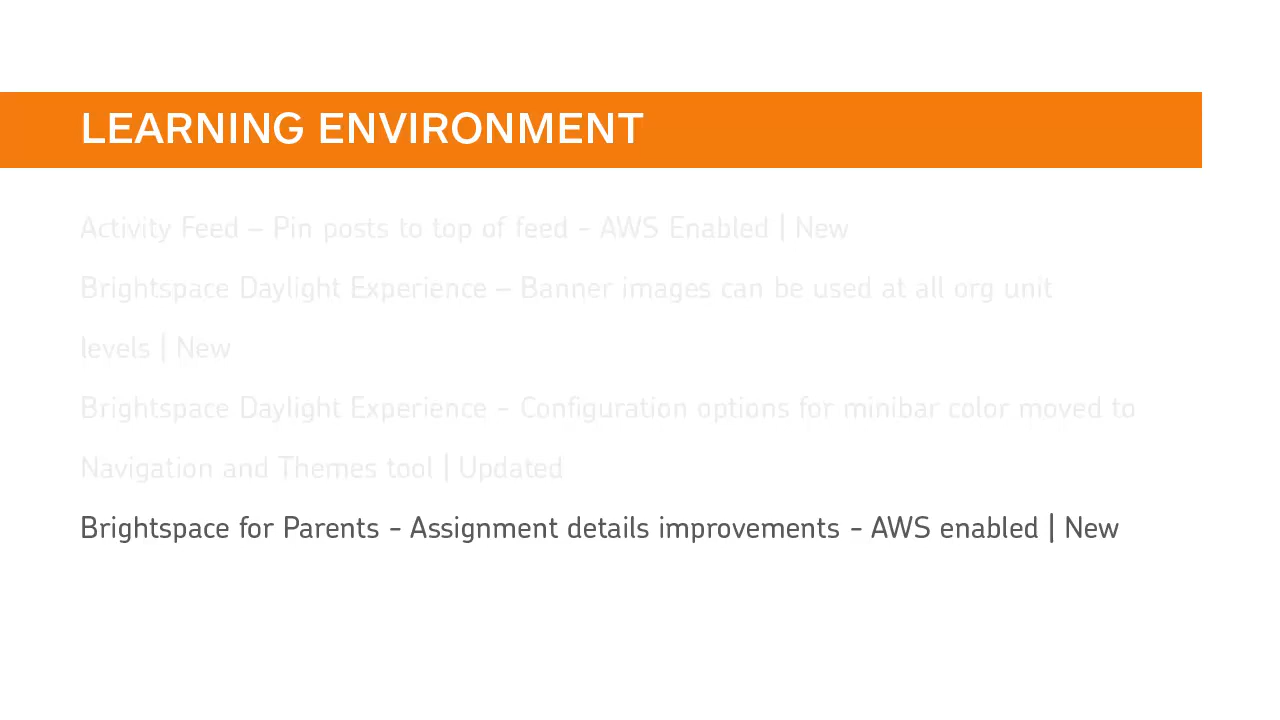 LEARNING ENVIRONMENT
Activity Feed – Pin posts to top of feed - AWS Enabled | New
Brightspace Daylight Experience – Banner images can be used at all org unit
levels | New
Brightspace Daylight Experience - Configuration options for minibar color moved to
Navigation and Themes tool | Updated
Brightspace for Parents - Assignment details improvements - AWS enabled | New